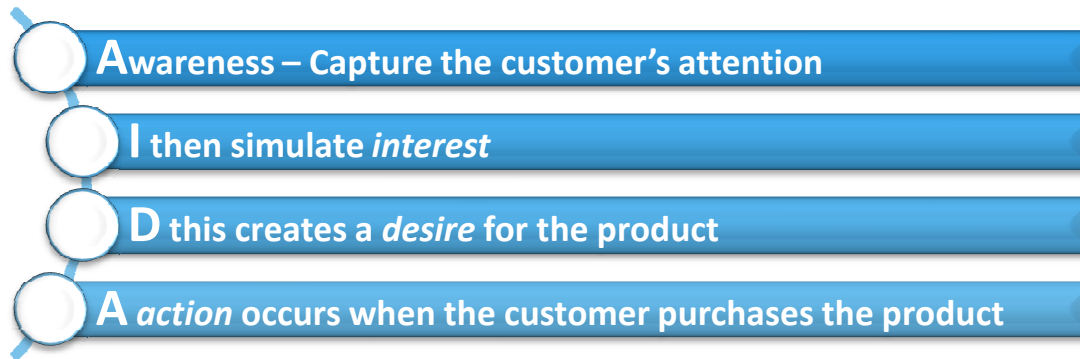 Awareness – Capture the customer’s attention
I then simulate interest
D this creates a desire for the product
A action occurs when the customer purchases the product